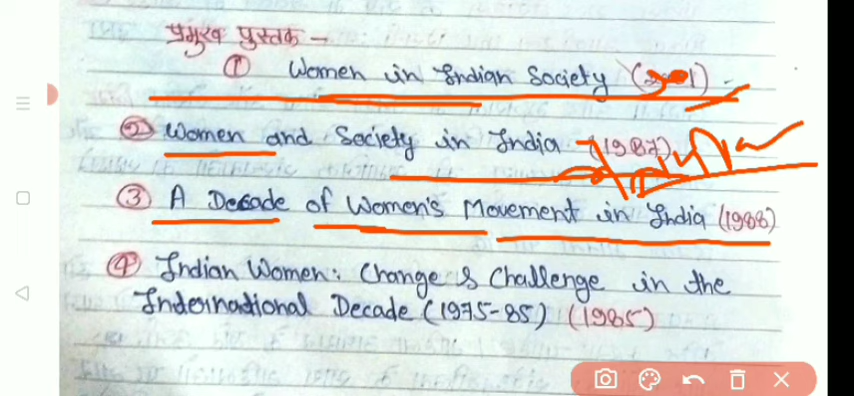 प्रमुख पुस्तक –
① Women in Indian Society (2001) -
② Women and Society in India - (1987)
③ A Decade of Women's Movement in India (1988)
④ Indian Women: Change & Challenge in the
International Decade (1975-85) (1985)